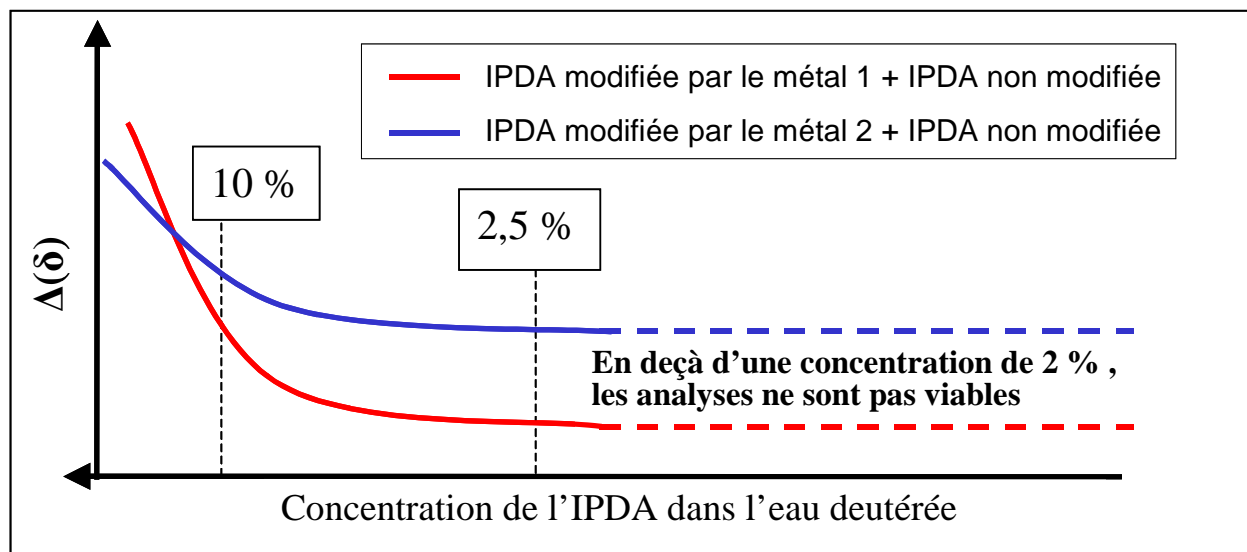 IPDA modifiée par le métal 1 + IPDA non modifiée
IPDA modifiée par le métal 2 + IPDA non modifiée
10 %
2,5 %
Δ(δ)
En deçà d’une concentration de 2 % ,
les analyses ne sont pas viables
Concentration de l’IPDA dans l’eau deutérée